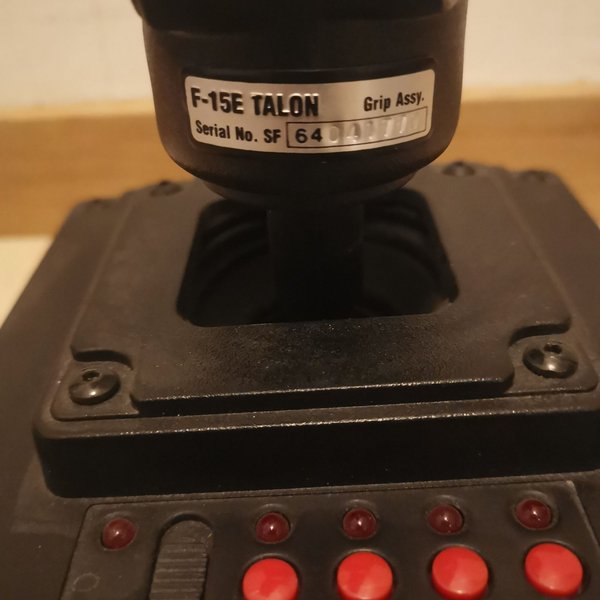 F-15E TALON Grip Assy.
Serial No. SF 64